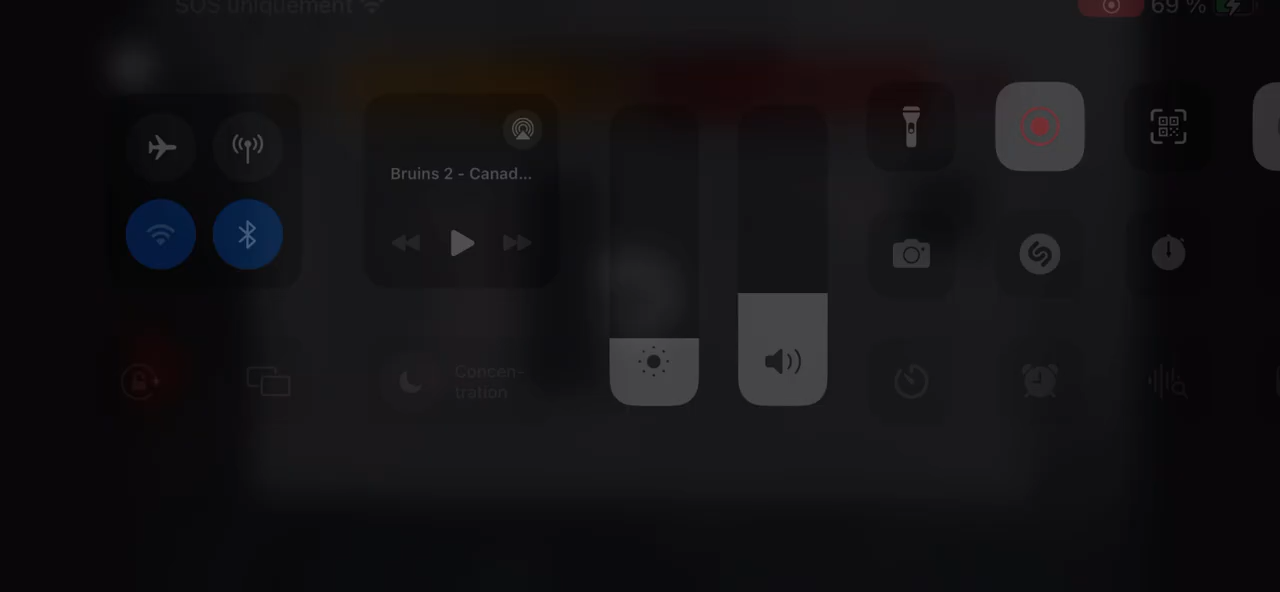 SOS uniquement
69 %
Bruins 2 - Canad...
Concen-
tration